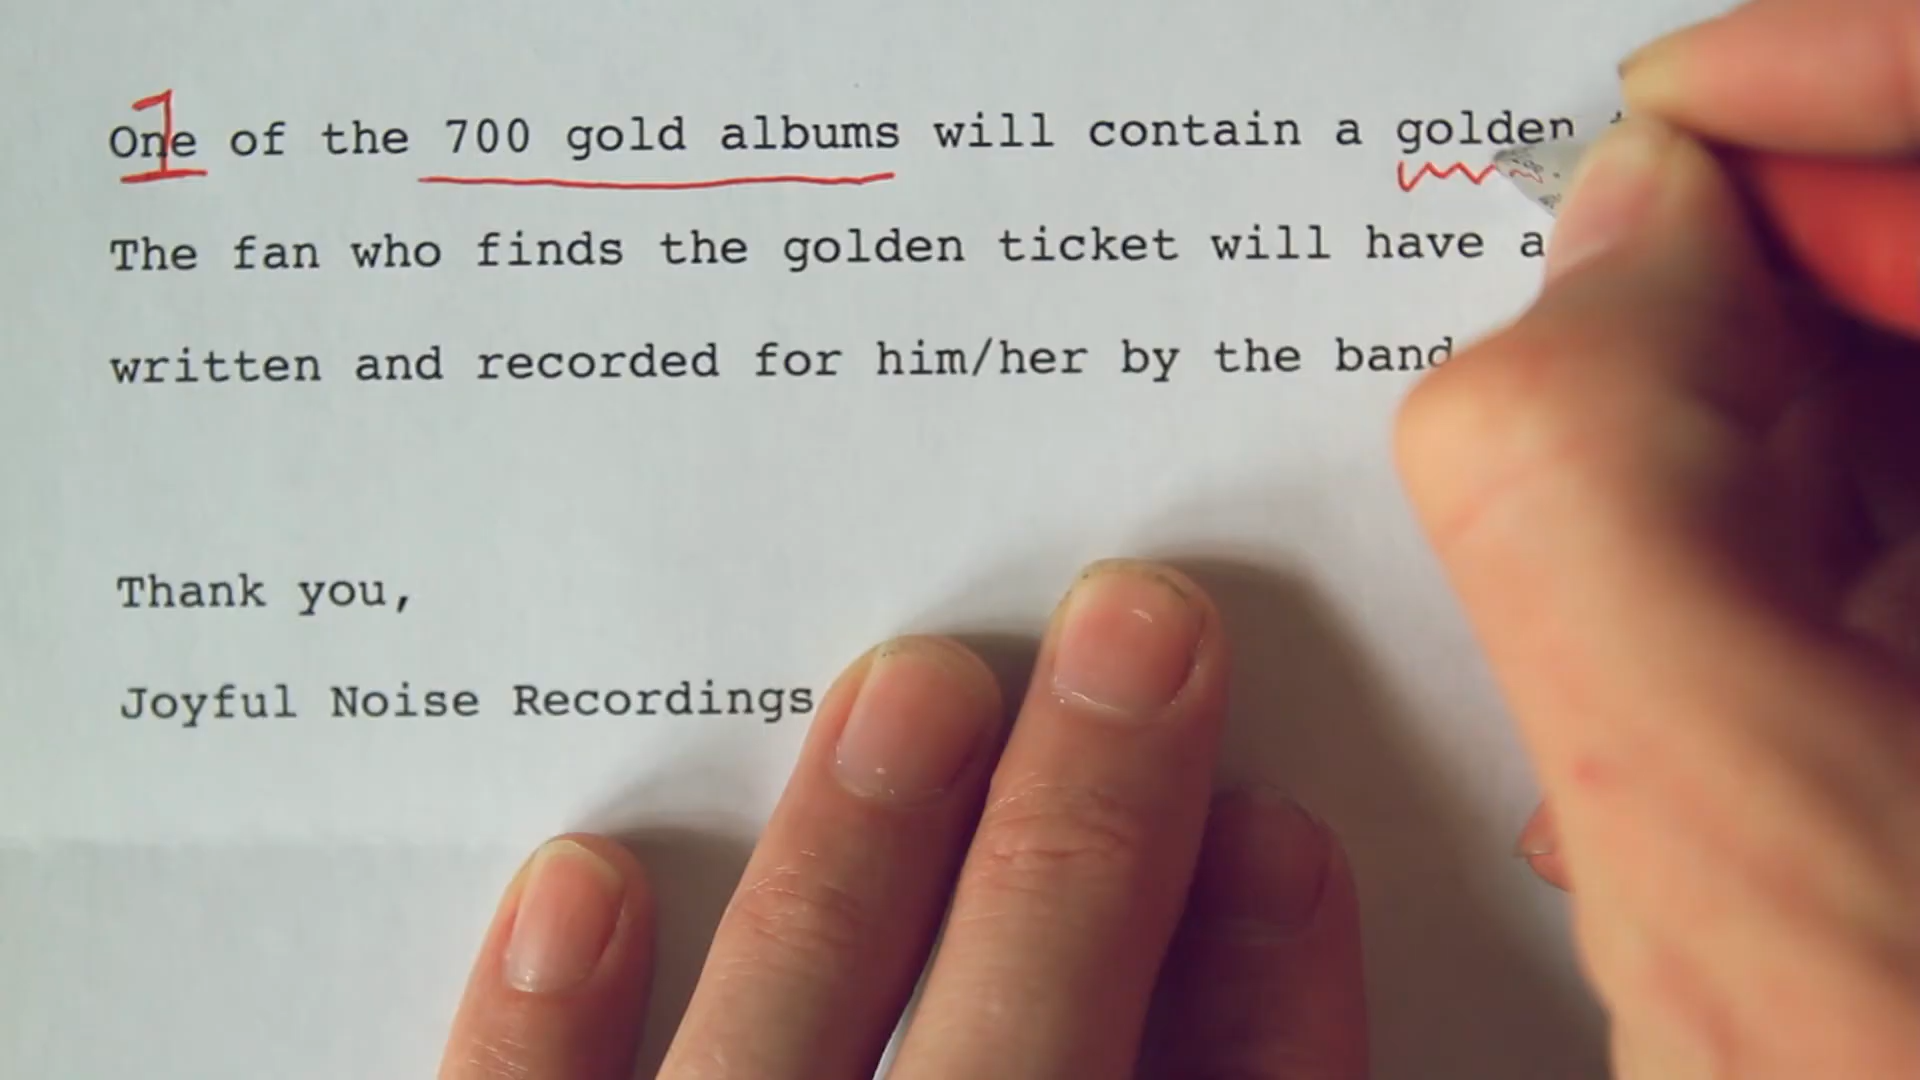 One of the 700 gold albums will contain a golden
The fan who finds the golden ticket will have a
written and recorded for him/her by the band
Thank you,
Joyful Noise Recordings